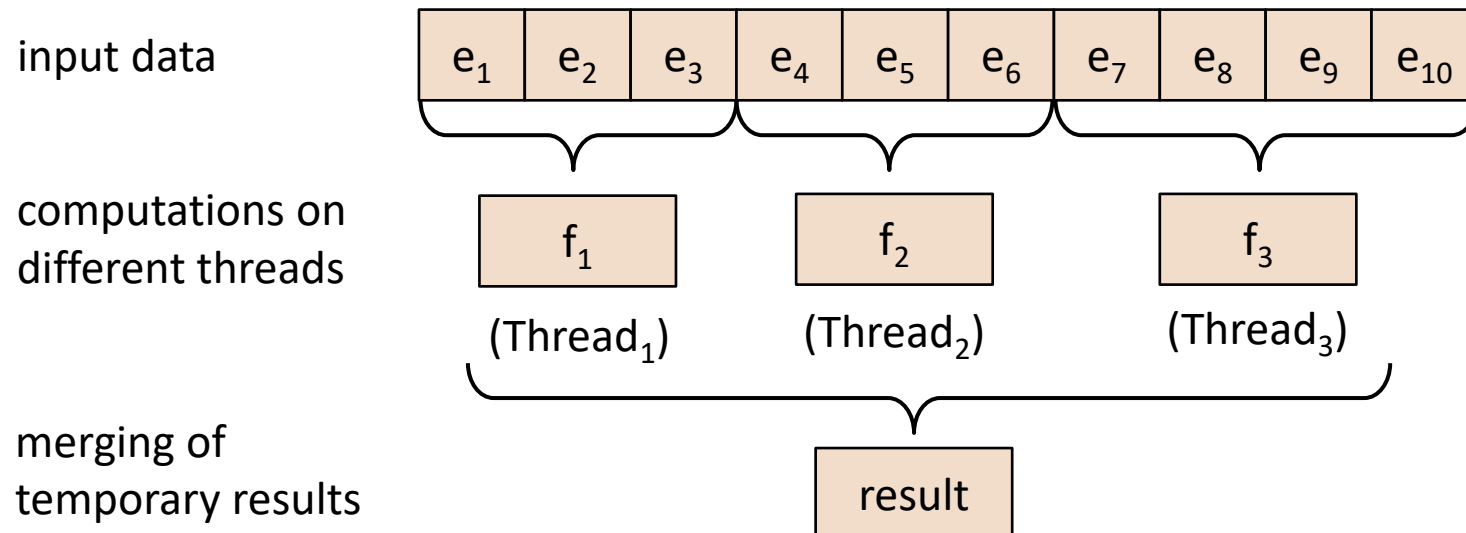 input data
e₁ e₂ e₃ e₄ e₅ e₆ e₇ e₈ e₉ e₁₀
computations on
different threads
f₁ f₂ f₃
(Thread₁) (Thread₂) (Thread₃)
merging of
temporary results
result